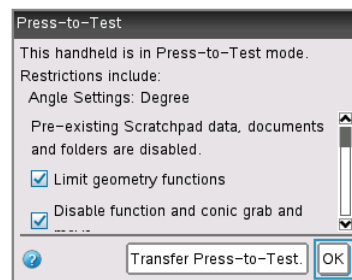 Press-to-Test
This handheld is in Press-to-Test mode.
Restrictions include:
Angle Settings: Degree
Pre-existing Scratchpad data, documents
and folders are disabled.
Limit geometry functions
Disable function and conic grab and
Transfer Press-to-Test.
OK